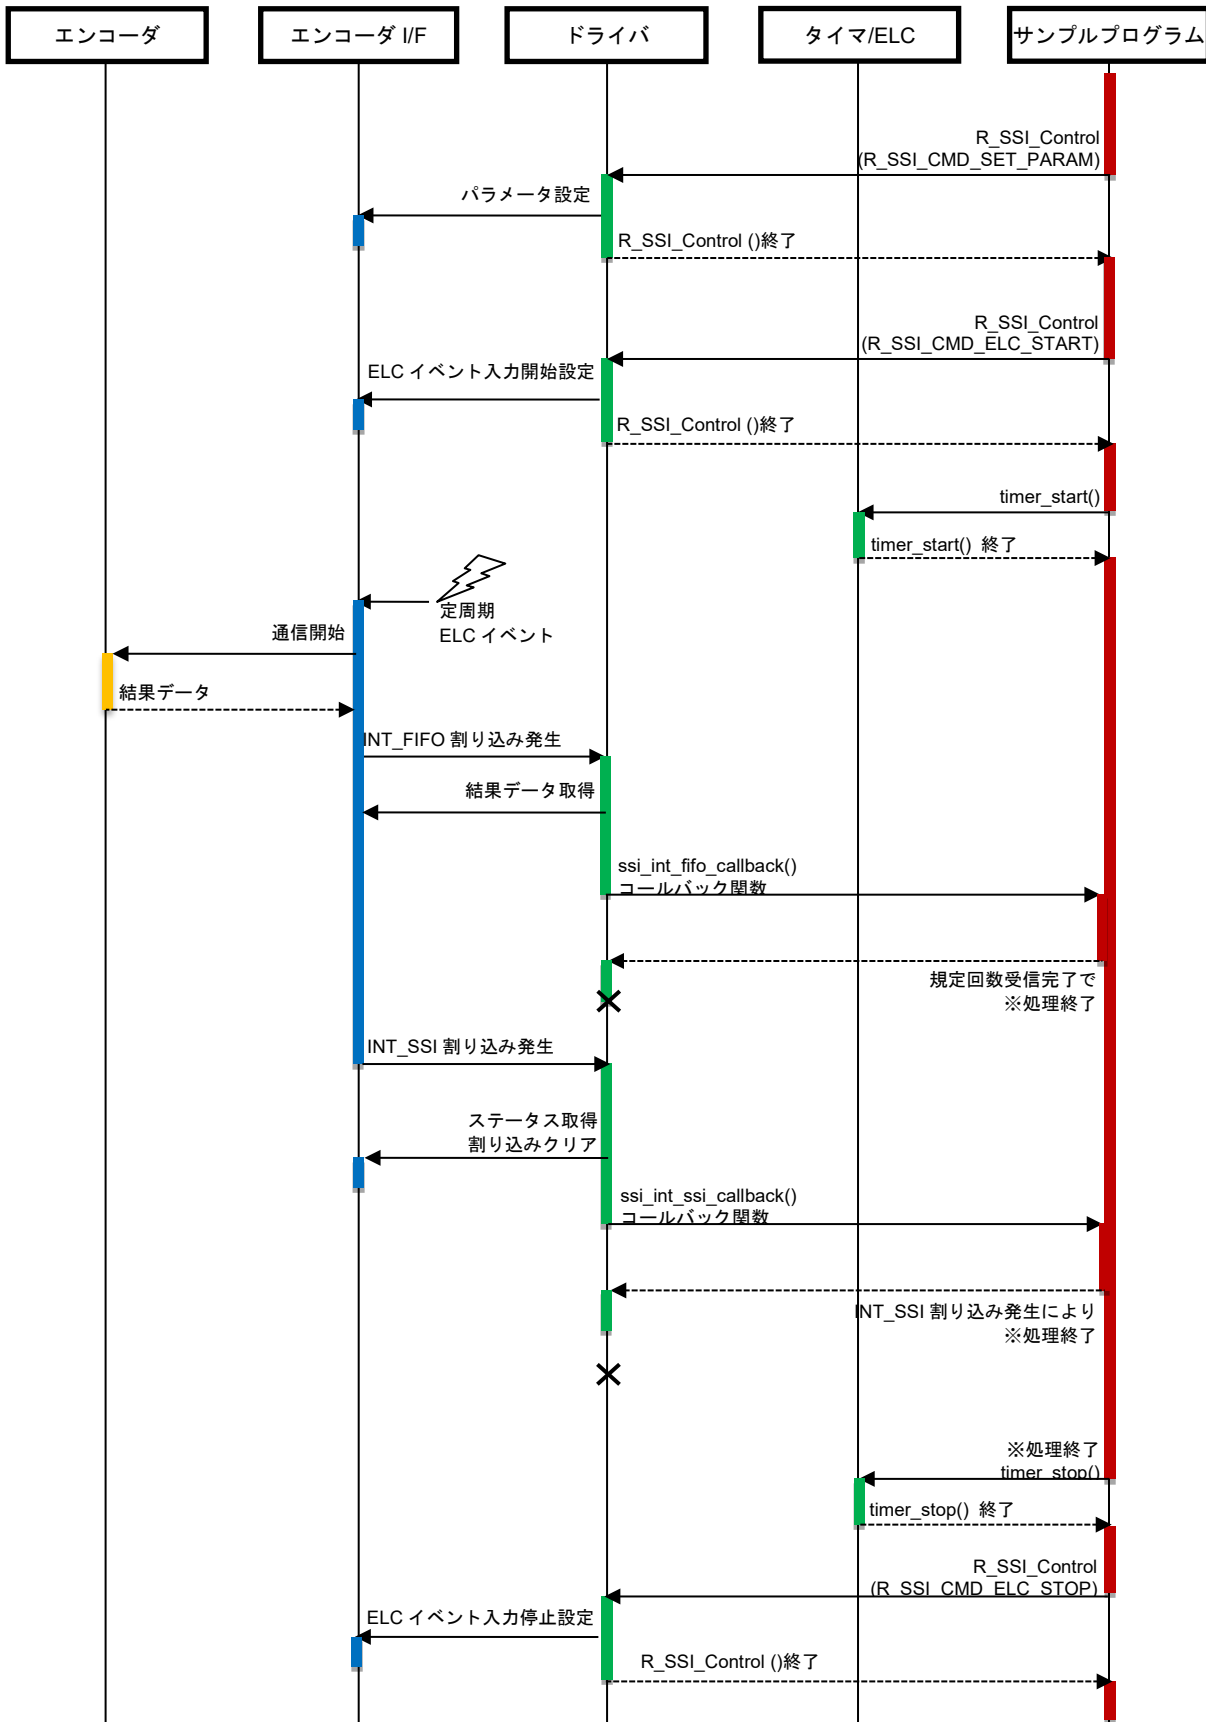 エンコーダ
エンコーダ I/F
ドライバ
タイマ/ELC
サンプルプログラム
R_SSI_Control
(R_SSI_CMD_SET_PARAM)
パラメータ設定
R_SSI_Control ()終了
R_SSI_Control
(R_SSI_CMD_ELC_START)
ELC イベント入力開始設定
R_SSI_Control ()終了
timer_start()
timer_start() 終了
定周期
ELC イベント
通信開始
結果データ
INT_FIFO 割り込み発生
結果データ取得
ssi_int_fifo_callback()
コールバック関数
規定回数受信完了で
※処理終了
INT_SSI 割り込み発生
ステータス取得
割り込みクリア
ssi_int_ssi_callback()
コールバック関数
INT_SSI 割り込み発生により
※処理終了
※処理終了
timer_stop()
timer_stop() 終了
R_SSI_Control
(R_SSI_CMD_ELC_STOP)
ELC イベント入力停止設定
R_SSI_Control ()終了